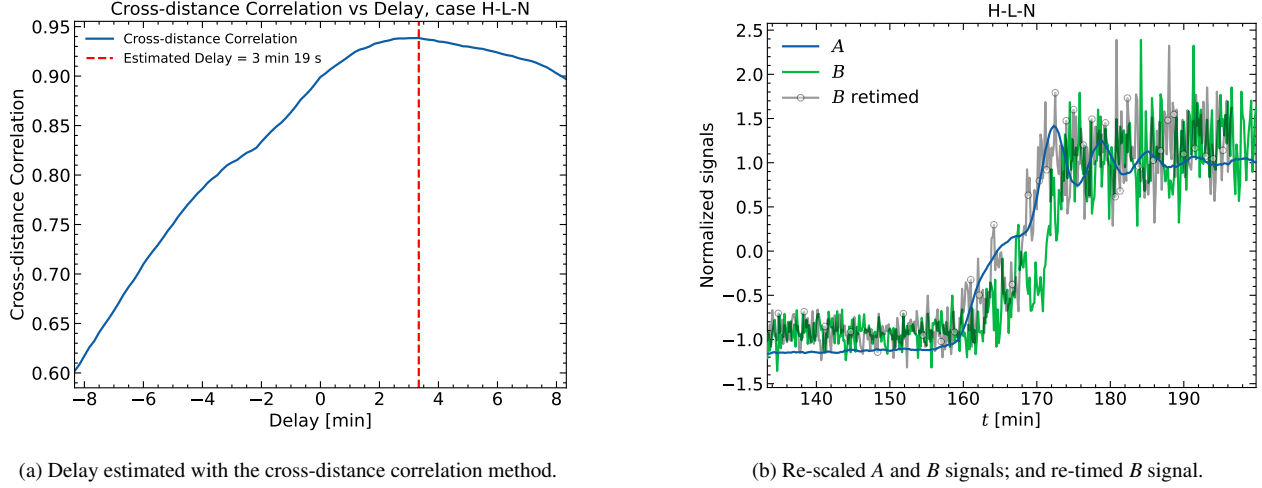 Cross-distance Correlation vs Delay, case H-L-N
Cross-distance Correlation
Estimated Delay = 3 min 19 s
0.95
0.90
0.85
0.80
0.75
0.70
0.65
0.60
Cross-distance Correlation
−8
−6
−4
−2
0
2
4
6
8
Delay [min]
(a) Delay estimated with the cross-distance correlation method.
H-L-N
A
B
B retimed
2.5
2.0
1.5
1.0
0.5
0.0
−0.5
−1.0
−1.5
Normalized signals
140
150
160
170
180
190
t [min]
(b) Re-scaled A and B signals; and re-timed B signal.